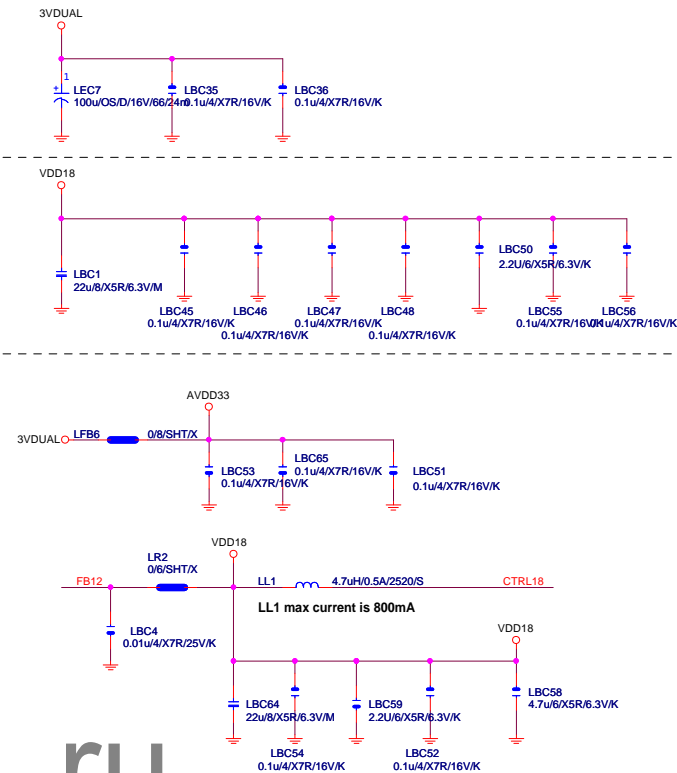 3VDUAL
1
+
LEC7
100u/OS/D/16V/66/24m
LBC35
0.1u/4/X7R/16V/K
LBC36
0.1u/4/X7R/16V/K
VDD18
LBC1
22u/8/X5R/6.3V/M
LBC50
2.2U/6/X5R/6.3V/K
LBC45
0.1u/4/X7R/16V/K
LBC46
0.1u/4/X7R/16V/K
LBC47
0.1u/4/X7R/16V/K
LBC48
0.1u/4/X7R/16V/K
LBC55
0.1u/4/X7R/16V/K
LBC56
0.1u/4/X7R/16V/K
AVDD33
3VDUAL
LFB6
0/8/SHT/X
LBC53
0.1u/4/X7R/16V/K
LBC65
0.1u/4/X7R/16V/K
LBC51
0.1u/4/X7R/16V/K
VDD18
LR2
0/6/SHT/X
FB12
LL1
4.7uH/0.5A/2520/S
CTRL18
LL1 max current is 800mA
LBC4
0.01u/4/X7R/25V/K
VDD18
LBC64
22u/8/X5R/6.3V/M
LBC59
2.2U/6/X5R/6.3V/K
LBC58
4.7u/6/X5R/6.3V/K
LBC54
0.1u/4/X7R/16V/K
LBC52
0.1u/4/X7R/16V/K
ru